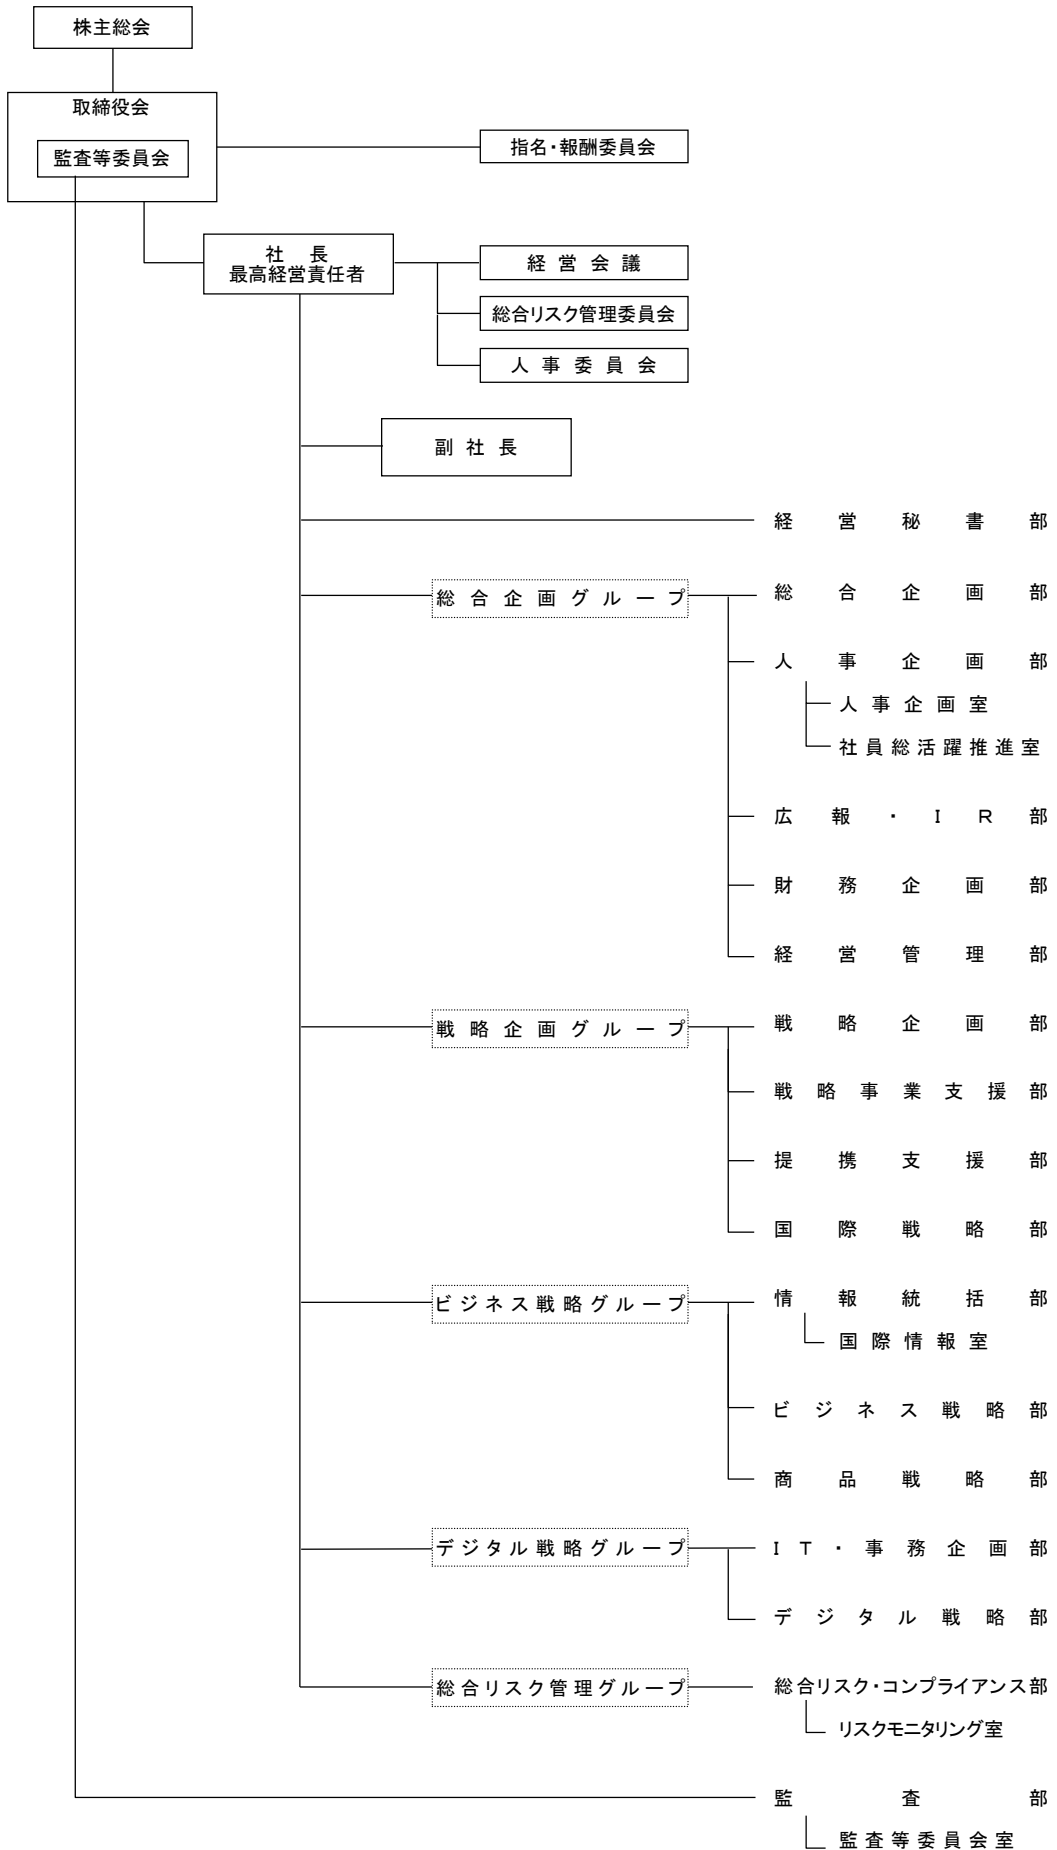 株主総会
取締役会
監査等委員会
指名・報酬委員会
社長
最高経営責任者
経営会議
総合リスク管理委員会
人事委員会
副社長
経営秘書部
総合企画グループ
総合企画部
人事企画部
人事企画室
社員総活躍推進室
広報・IR部
財務企画部
経営管理部
戦略企画グループ
戦略企画部
戦略事業支援部
提携支援部
国際戦略部
ビジネス戦略グループ
情報統括部
国際情報室
ビジネス戦略部
商品戦略部
デジタル戦略グループ
IT・事務企画部
デジタル戦略部
総合リスク管理グループ
総合リスク・コンプライアンス部
リスクモニタリング室
監査部
監査等委員会室